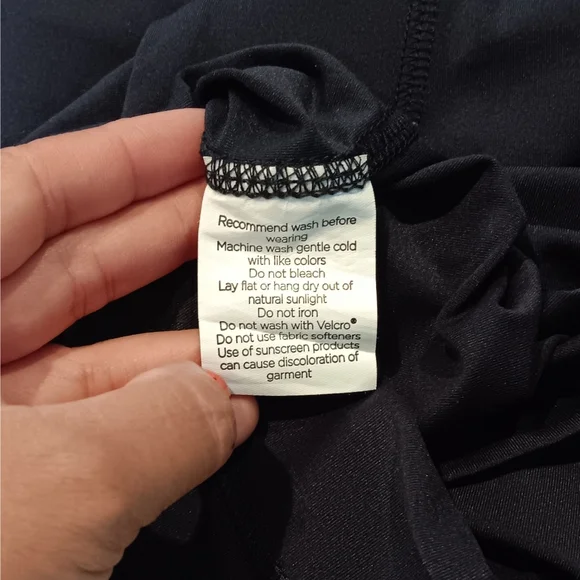 Recommend wash before
wearing
Machine wash gentle cold
with like colors
Do not bleach
Lay flat or hang dry out of
natural sunlight
Do not iron
Do not wash with Velcro®
Do not use fabric softeners
Use of sunscreen products
can cause discoloration of
garment